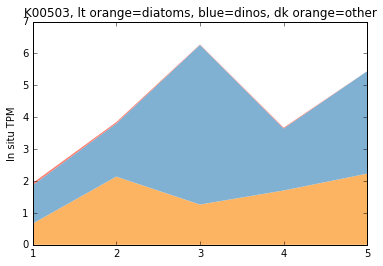 K00503, lt orange=diatoms, blue=dinos, dk orange=other
7
6
5
4
3
2
1
0
In situ TPM
1 2 3 4 5